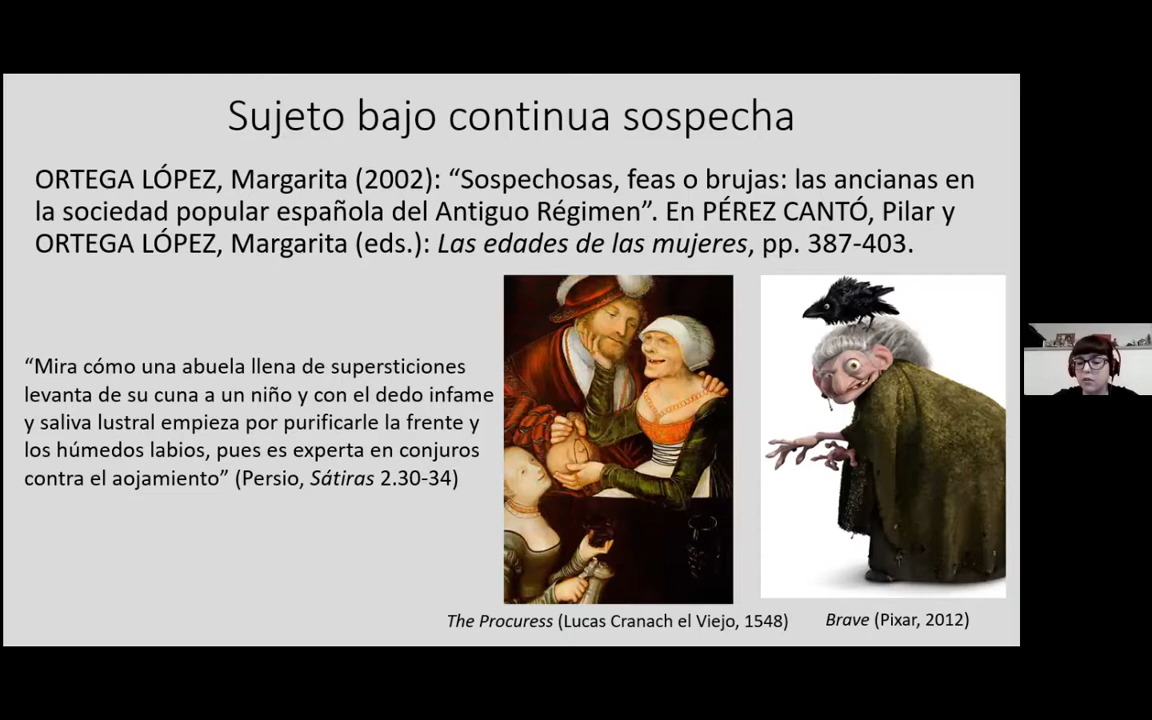 Sujeto bajo continua sospecha
ORTEGA LÓPEZ, Margarita (2002): “Sospechosas, feas o brujas: las ancianas en
la sociedad popular española del Antiguo Régimen”. En PÉREZ CANTÓ, Pilar y
ORTEGA LÓPEZ, Margarita (eds.): Las edades de las mujeres, pp. 387-403.
“Mira cómo una abuela llena de supersticiones
levanta de su cuna a un niño y con el dedo infame
y saliva lustral empieza por purificarle la frente y
los húmedos labios, pues es experta en conjuros
contra el aojamiento” (Persio, Sátiras 2.30-34)
The Procuress (Lucas Cranach el Viejo, 1548)
Brave (Pixar, 2012)